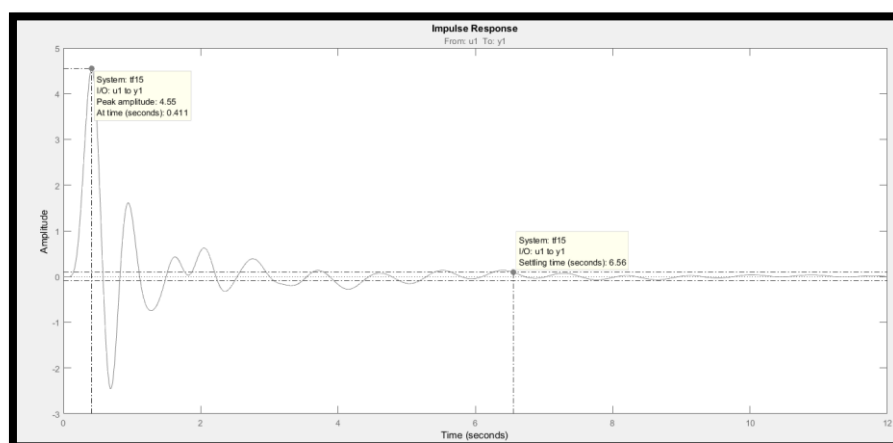 Impulse Response
From: u1 To: y1
5
4
3
2
1
0
-1
-2
-3
Amplitude
System: tf15
I/O: u1 to y1
Peak amplitude: 4.55
At time (seconds): 0.411
System: tf15
I/O: u1 to y1
Settling time (seconds): 6.56
0 2 4 6 8 10 12
Time (seconds)